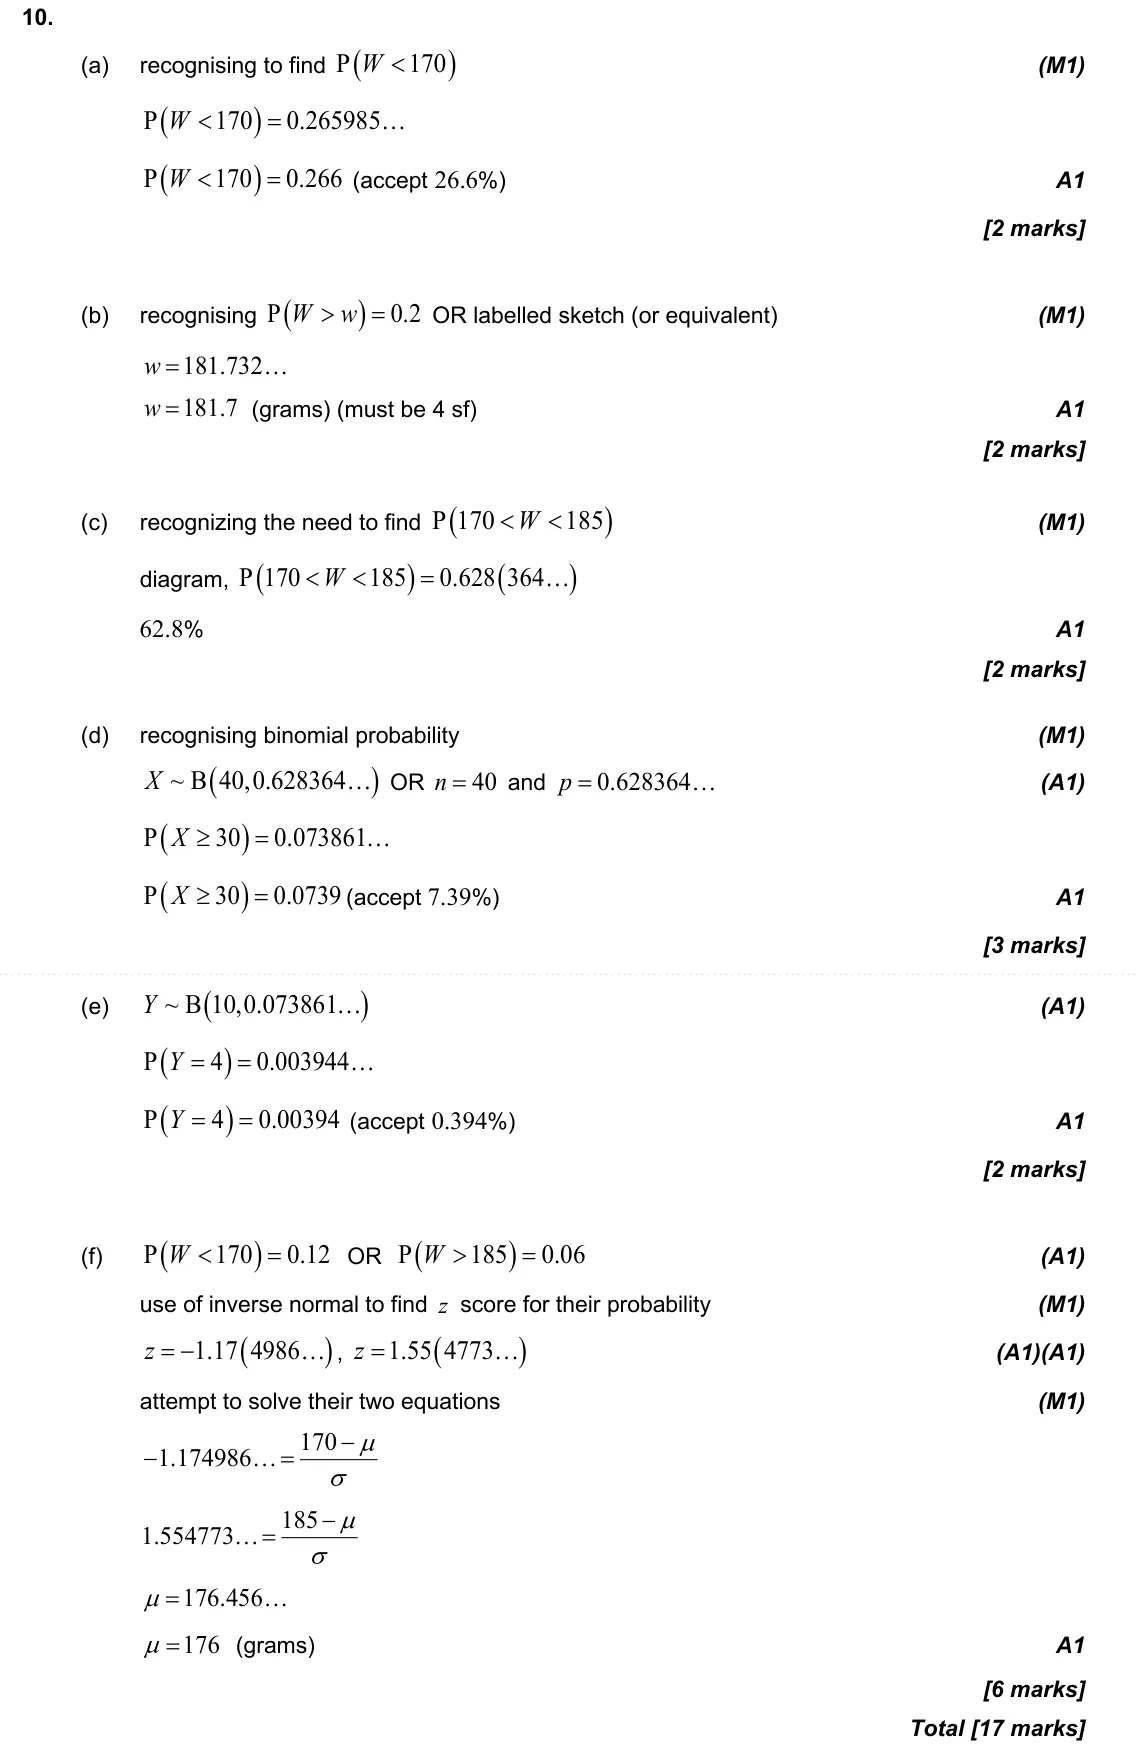 10.
(a) recognising to find P(W < 170) (M1)
P(W < 170) = 0.265985…
P(W < 170) = 0.266 (accept 26.6%) A1
[2 marks]
(b) recognising P(W > w) = 0.2 OR labelled sketch (or equivalent) (M1)
w = 181.732…
w = 181.7 (grams) (must be 4 sf) A1
[2 marks]
(c) recognizing the need to find P(170 < W < 185) (M1)
diagram, P(170 < W < 185) = 0.628(364…)
62.8% A1
[2 marks]
(d) recognising binomial probability (M1)
X ~ B(40,0.628364…) OR n = 40 and p = 0.628364… (A1)
P(X ≥ 30) = 0.073861…
P(X ≥ 30) = 0.0739 (accept 7.39%) A1
[3 marks]
(e) Y ~ B(10,0.073861…) (A1)
P(Y = 4) = 0.003944…
P(Y = 4) = 0.00394 (accept 0.394%) A1
[2 marks]
(f) P(W < 170) = 0.12 OR P(W > 185) = 0.06 (A1)
use of inverse normal to find z score for their probability (M1)
z = −1.17(4986…), z = 1.55(4773…) (A1)(A1)
attempt to solve their two equations (M1)
−1.174986… = (170 − μ)/σ
1.554773… = (185 − μ)/σ
μ = 176.456…
μ = 176 (grams) A1
[6 marks]
Total [17 marks]